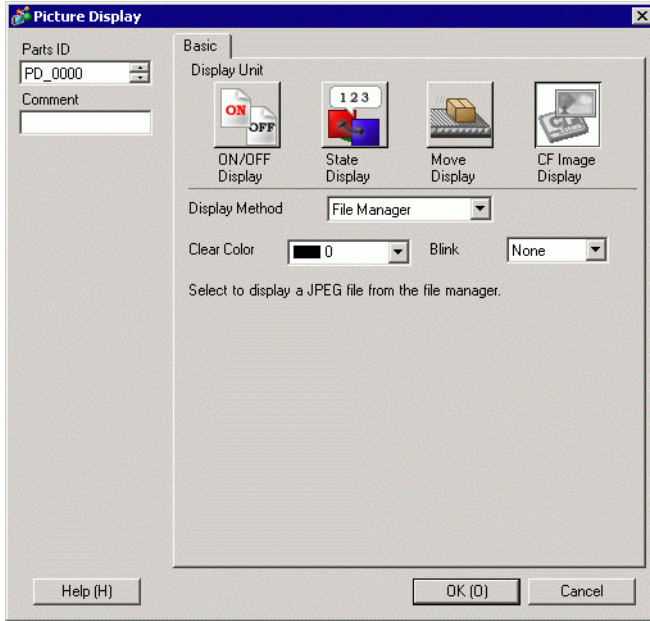 Picture Display
Parts ID
PD_0000
Comment
Basic
Display Unit
ON
OFF
1 2 3
ON/OFF Display
State Display
Move Display
CF Image Display
Display Method File Manager
Clear Color 0 Blink None
Select to display a JPEG file from the file manager.
Help (H) OK (O) Cancel